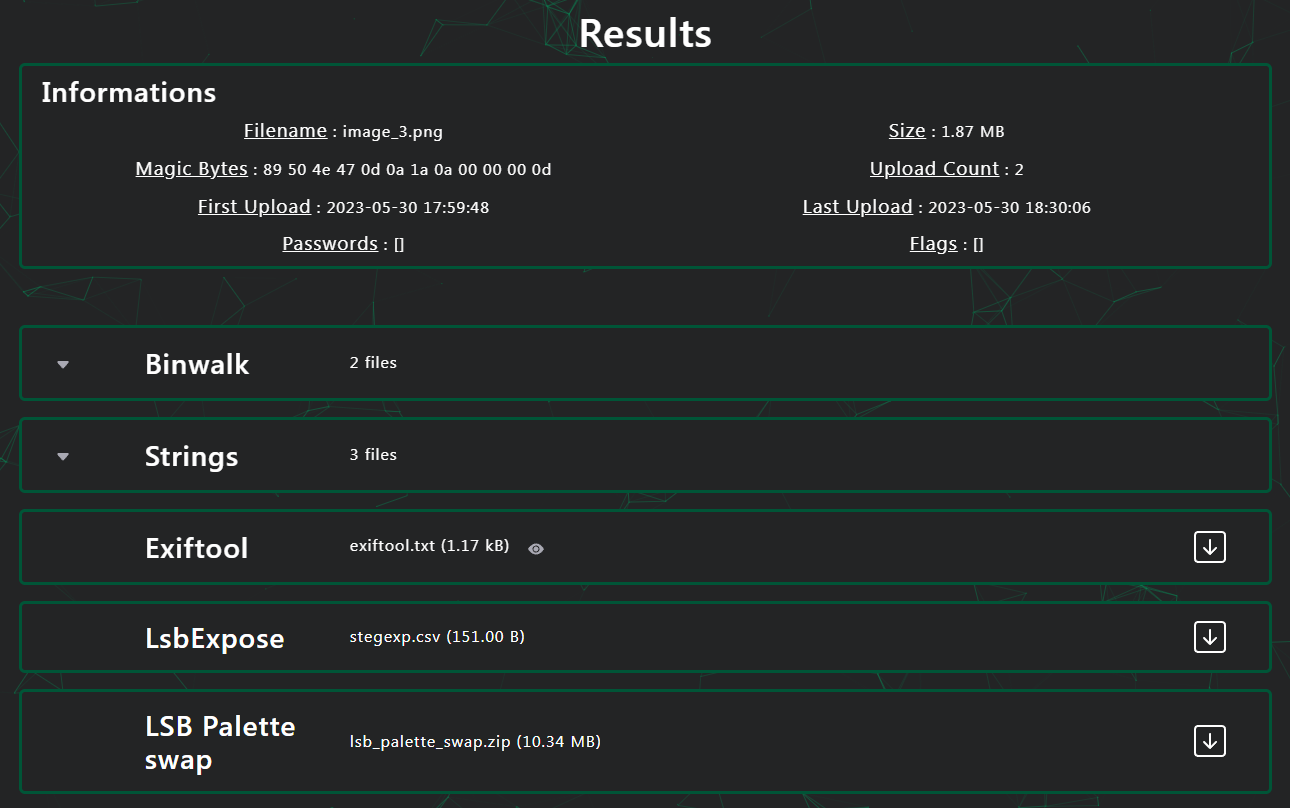 Results
Informations
Filename : image_3.png
Size : 1.87 MB
Magic Bytes : 89 50 4e 47 0d 0a 1a 0a 00 00 00 0d
Upload Count : 2
First Upload : 2023-05-30 17:59:48
Last Upload : 2023-05-30 18:30:06
Passwords : []
Flags : []
Binwalk
2 files
Strings
3 files
Exiftool
exiftool.txt (1.17 kB)
LsbExpose
stegexp.csv (151.00 B)
LSB Palette
swap
lsb_palette_swap.zip (10.34 MB)